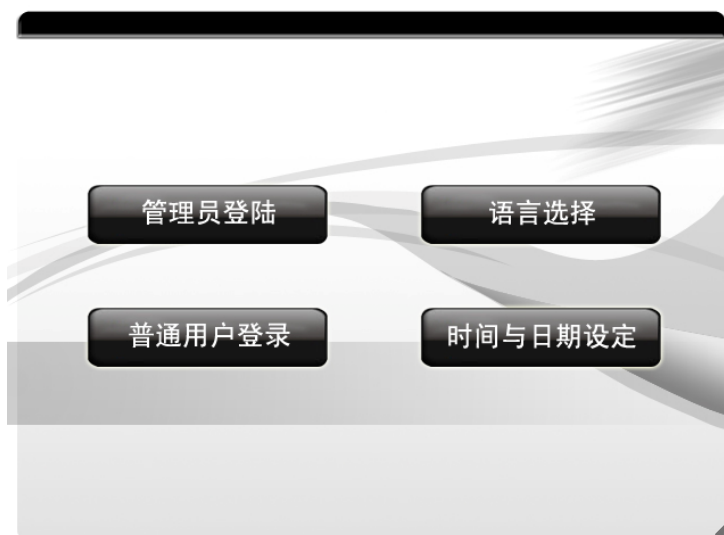 管理员登陆
语言选择
普通用户登录
时间与日期设定